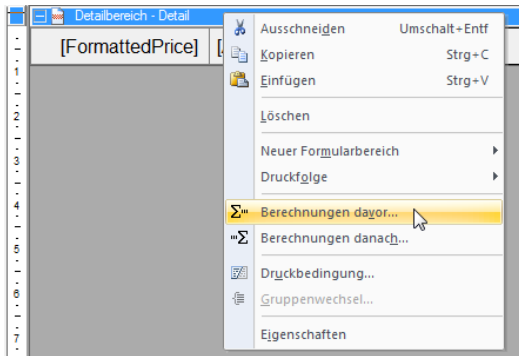 Detailbereich - Detail
[FormattedPrice]
Ausschneiden Umschalt+Entf
Kopieren Strg+C
Einfügen Strg+V
Löschen
Neuer Formularbereich
Druckfolge
Berechnungen davor...
Berechnungen danach...
Druckbedingung...
Gruppenwechsel...
Eigenschaften
1
2
3
4
5
6
7